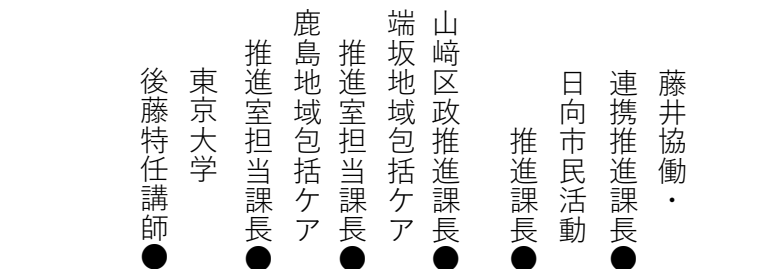 藤井協働・
連携推進課長●
日向市民活動
推進課長●
山﨑区政推進課長●
端坂地域包括ケア
推進室担当課長●
鹿島地域包括ケア
推進室担当課長●
東京大学
後藤特任講師●